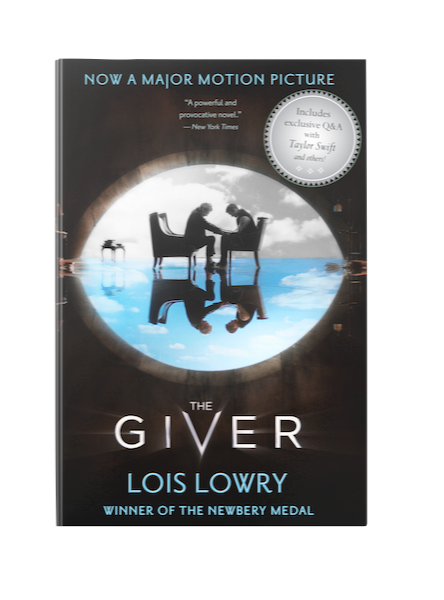 NOW A MAJOR MOTION PICTURE
“A powerful and
provocative novel.”
— New York Times
Includes
exclusive Q&A
with
Taylor Swift
and others!
THE
GIVER
LOIS LOWRY
WINNER OF THE NEWBERY MEDAL